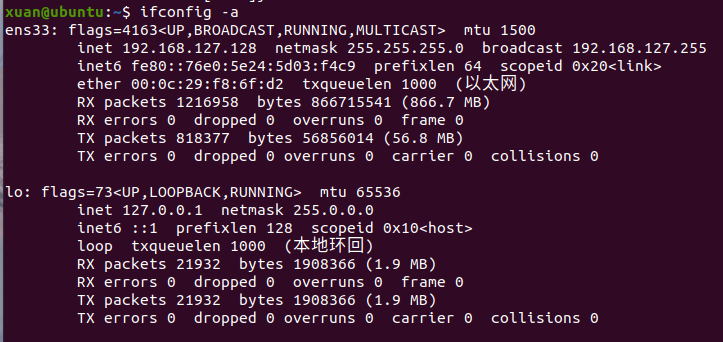 xuan@ubuntu:~$ ifconfig -a
ens33: flags=4163<UP,BROADCAST,RUNNING,MULTICAST>  mtu 1500
        inet 192.168.127.128  netmask 255.255.255.0  broadcast 192.168.127.255
        inet6 fe80::76e0:5e24:5d03:f4c9  prefixlen 64  scopeid 0x20<link>
        ether 00:0c:29:f8:6f:d2  txqueuelen 1000  (以太网)
        RX packets 1216958  bytes 866715541 (866.7 MB)
        RX errors 0  dropped 0  overruns 0  frame 0
        TX packets 818377  bytes 56856014 (56.8 MB)
        TX errors 0  dropped 0 overruns 0  carrier 0  collisions 0

lo: flags=73<UP,LOOPBACK,RUNNING>  mtu 65536
        inet 127.0.0.1  netmask 255.0.0.0
        inet6 ::1  prefixlen 128  scopeid 0x10<host>
        loop  txqueuelen 1000  (本地环回)
        RX packets 21932  bytes 1908366 (1.9 MB)
        RX errors 0  dropped 0  overruns 0  frame 0
        TX packets 21932  bytes 1908366 (1.9 MB)
        TX errors 0  dropped 0 overruns 0  carrier 0  collisions 0